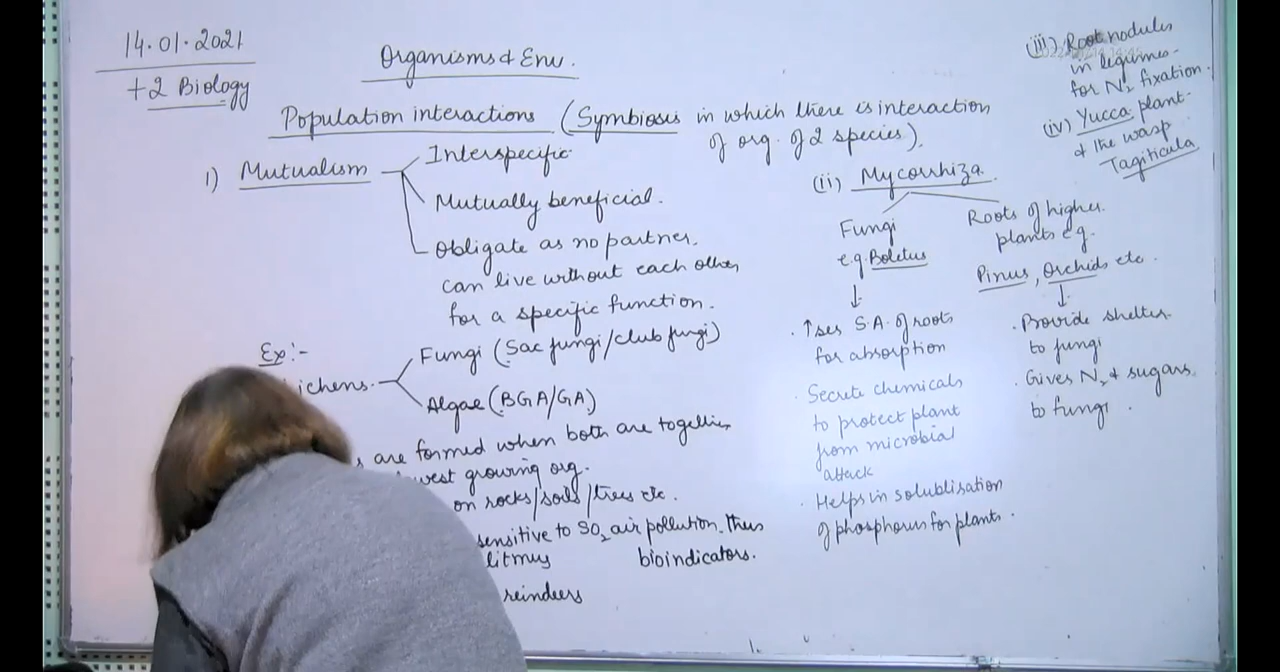 14.01.2021
+2 Biology
Organisms & Env.
Population interactions (Symbiosis in which there is interaction
of org. of 2 species).
1) Mutualism
Interspecific
Mutually beneficial.
Obligate as no partner
can live without each other
for a specific function.
Ex:-
ichens.
Fungi (Sac fungi/club fungi)
Algae (BGA/GA)
s are formed when both are together
west growing org.
on rocks/soils/trees etc.
sensitive to SO2 air pollution. thus
litmus bioindicators.
reindeers
(ii) Mycorrhiza.
Fungi
e.g. Boletus
↓
. ↑ses S.A. of roots
for absorption
. Secrete chemicals
to protect plant
from microbial
attack
. Helps in solublisation
of phosphorus for plants.
Roots of higher
plants e.g.
Pinus, Orchids etc.
↓
. Provide shelter
to fungi
. Gives N2 & sugars
to fungi.
(iii) Root nodules
in legumes
for N2 fixation.
(iv) Yucca plant
& the wasp
Tagiticula